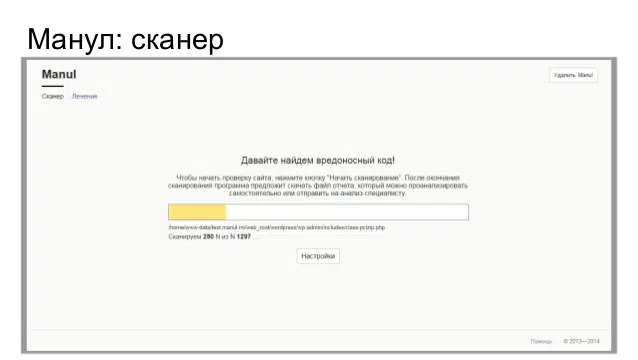 Манул: сканер
Manul
Удалить Manul
Сканер Лечение
Давайте найдем вредоносный код!
Чтобы начать проверку сайта, нажмите кнопку "Начать сканирование". После окончания
сканирования программа предложит скачать файл отчета, который можно проанализировать
самостоятельно или отправить на анализ специалисту.
/home/www-data/test.manul.ml/web_root/wordpress/wp-admin/includes/class-pclzip.php
Сканируем 250 N из N 1297 ...
Настройки
Помощь © 2013—2014